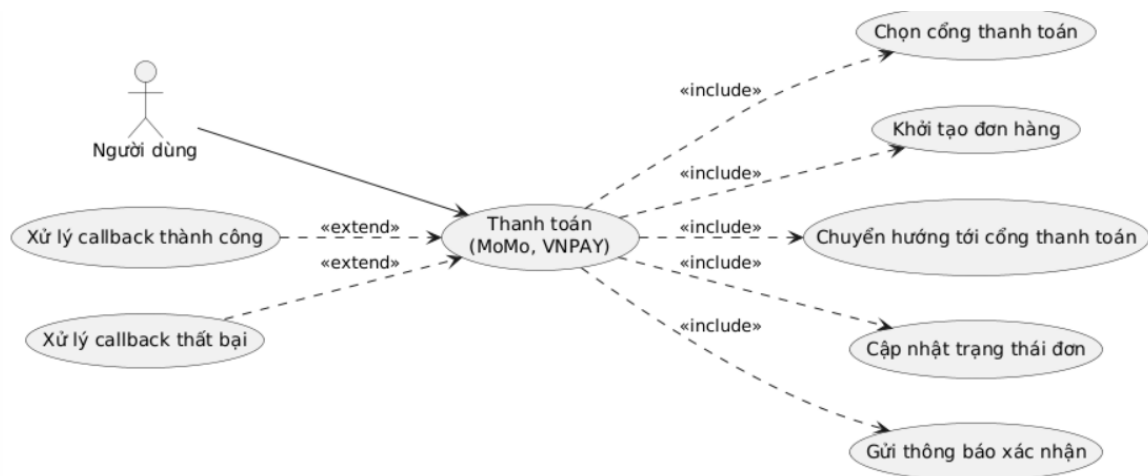 Chọn cổng thanh toán
«include»
Người dùng
Khởi tạo đơn hàng
«include»
Xử lý callback thành công
«extend»
Thanh toán
(MoMo, VNPAY)
«include»
Chuyển hướng tới cổng thanh toán
«extend»
«include»
Xử lý callback thất bại
«include»
Cập nhật trạng thái đơn
Gửi thông báo xác nhận